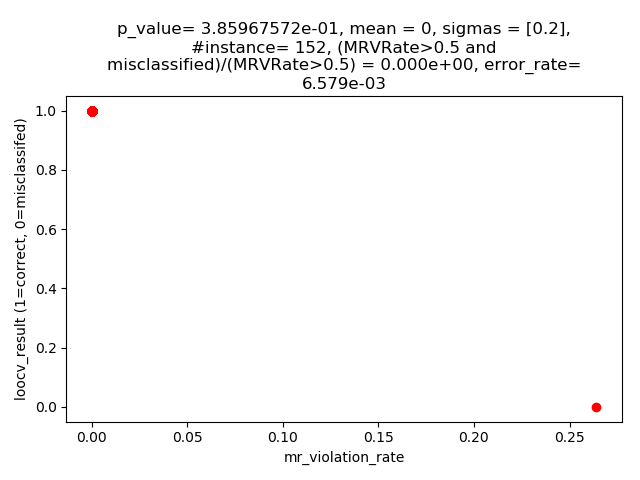 p_value= 3.85967572e-01, mean = 0, sigmas = [0.2],
#instance= 152, (MRVRate>0.5 and
misclassified)/(MRVRate>0.5) = 0.000e+00, error_rate=
6.579e-03
1.0
0.8
0.6
0.4
0.2
0.0
loocv_result (1=correct, 0=misclassifed)
0.00
0.05
0.10
0.15
0.20
0.25
mr_violation_rate